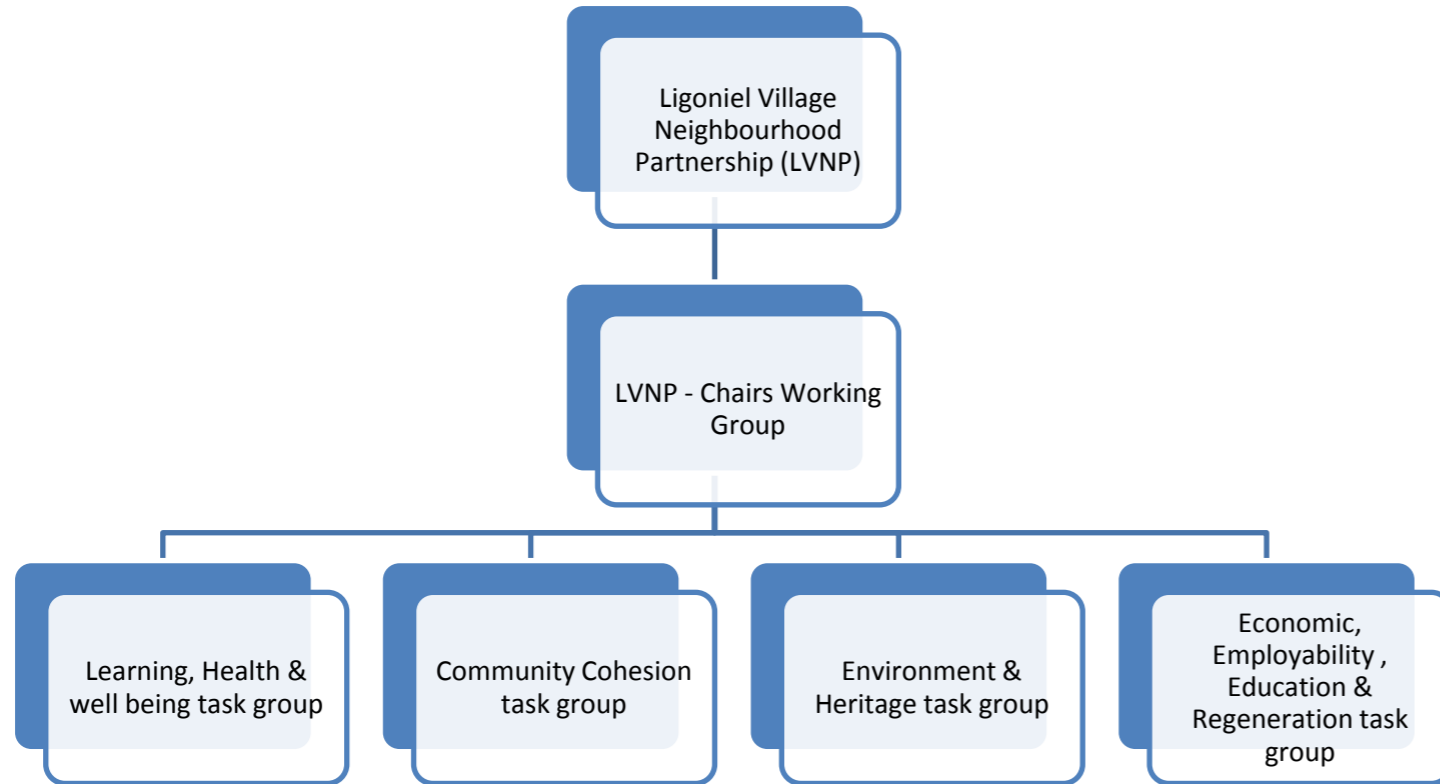 Ligoniel Village
Neighbourhood
Partnership (LVNP)
LVNP - Chairs Working
Group
Learning, Health &
well being task group
Community Cohesion
task group
Environment &
Heritage task group
Economic,
Employability ,
Education &
Regeneration task
group